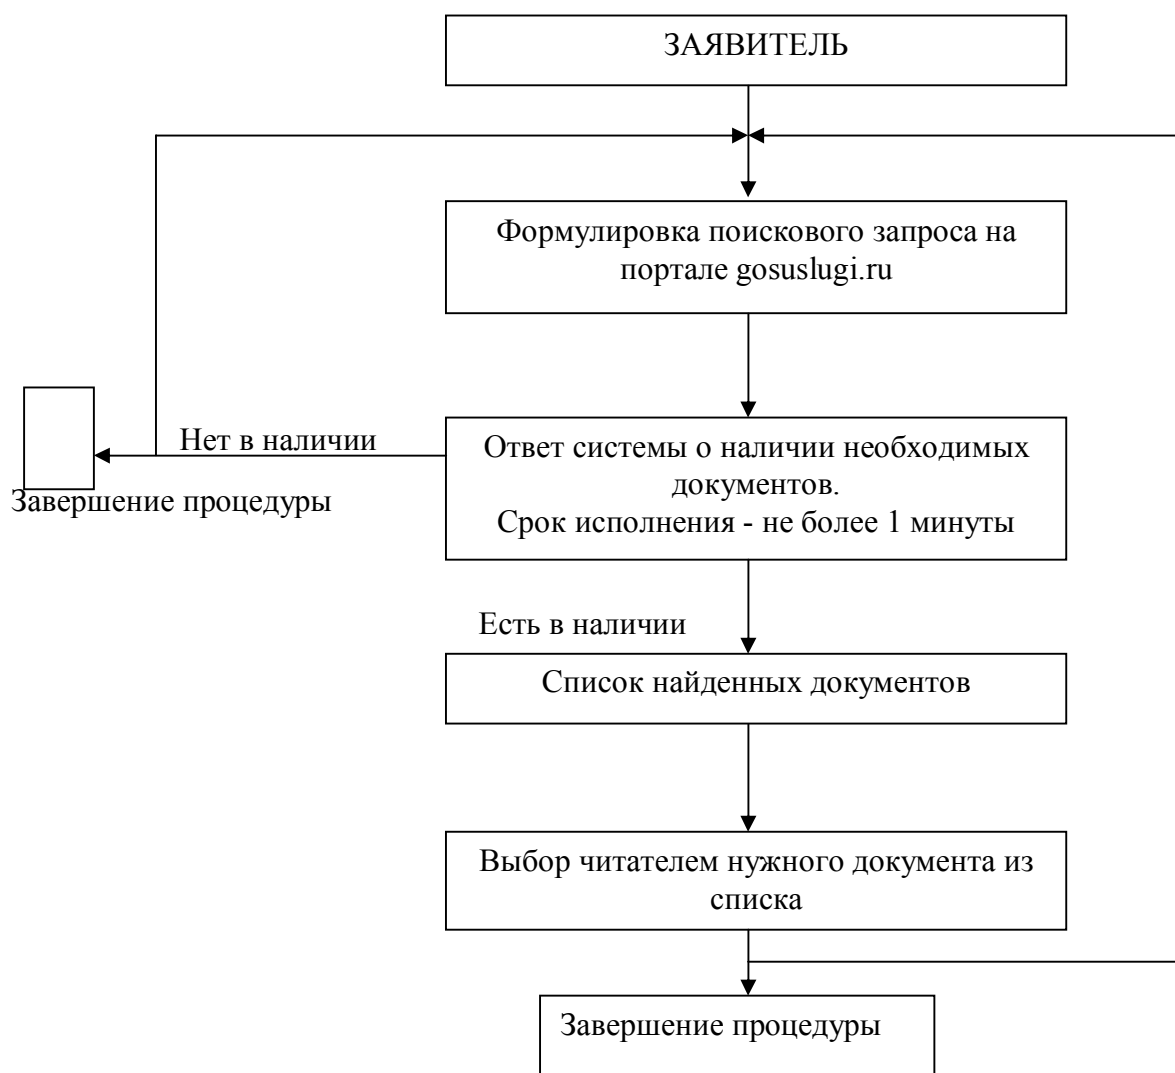 ЗАЯВИТЕЛЬ
Формулировка поискового запроса на
портале gosuslugi.ru
Нет в наличии
Завершение процедуры
Ответ системы о наличии необходимых
документов.
Срок исполнения - не более 1 минуты
Есть в наличии
Список найденных документов
Выбор читателем нужного документа из
списка
Завершение процедуры